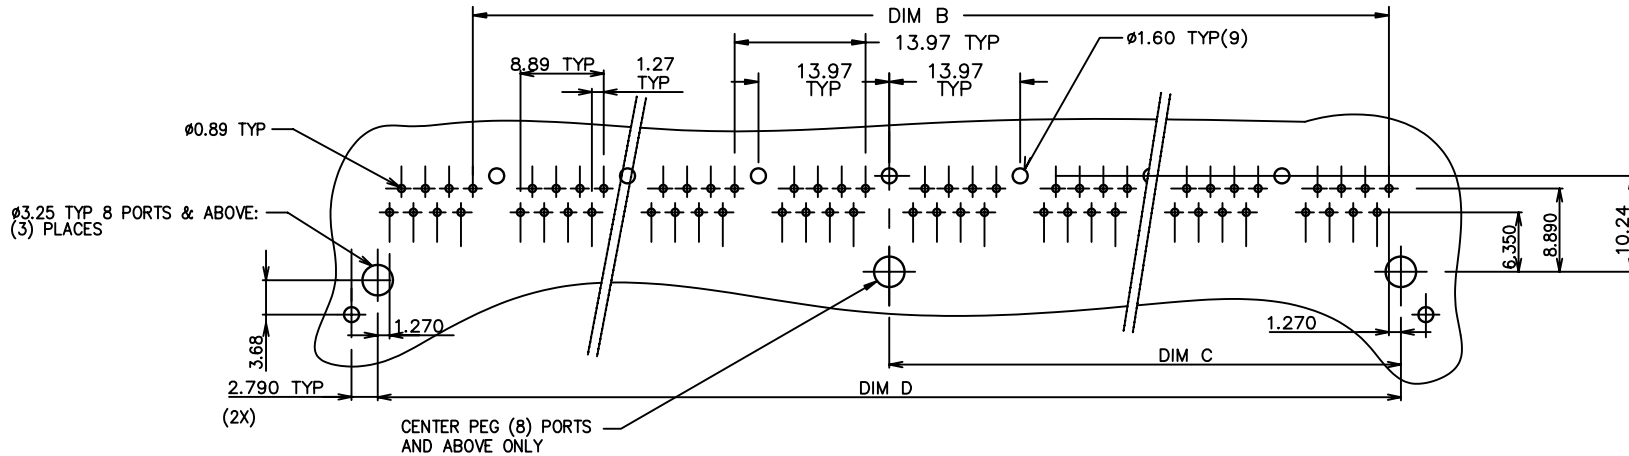 DIM B
13.97 TYP
ø1.60 TYP(9)
8.89 TYP
1.27
TYP
13.97
TYP
13.97
TYP
ø0.89 TYP
ø3.25 TYP 8 PORTS & ABOVE:
(3) PLACES
6.350
8.890
10.24
3.68
1.270
1.270
DIM C
2.790 TYP
(2X)
DIM D
CENTER PEG (8) PORTS
AND ABOVE ONLY